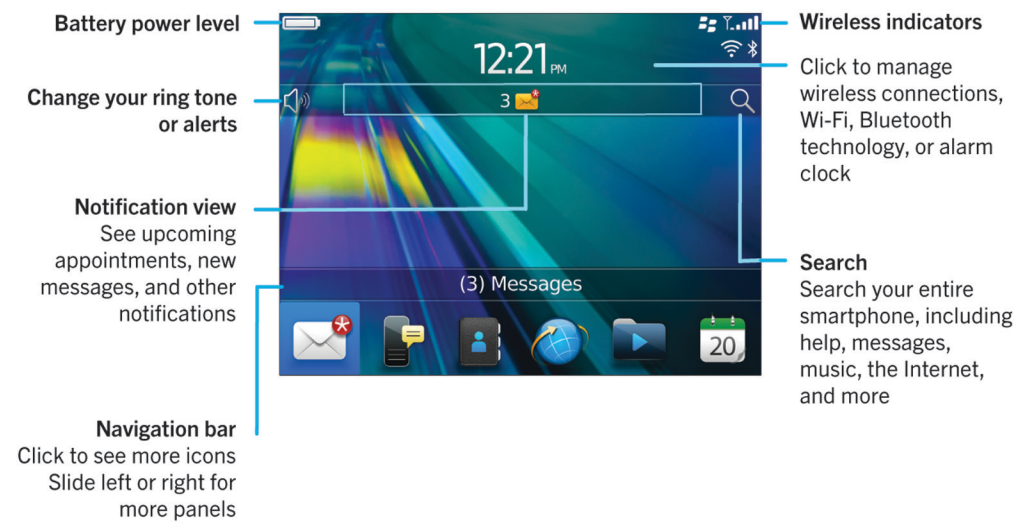 Battery power level
Change your ring tone
or alerts
Notification view
See upcoming
appointments, new
messages, and other
notifications
Navigation bar
Click to see more icons
Slide left or right for
more panels
12:21 PM
3
(3) Messages
20
Wireless indicators
Click to manage
wireless connections,
Wi-Fi, Bluetooth
technology, or alarm
clock
Search
Search your entire
smartphone, including
help, messages,
music, the Internet,
and more